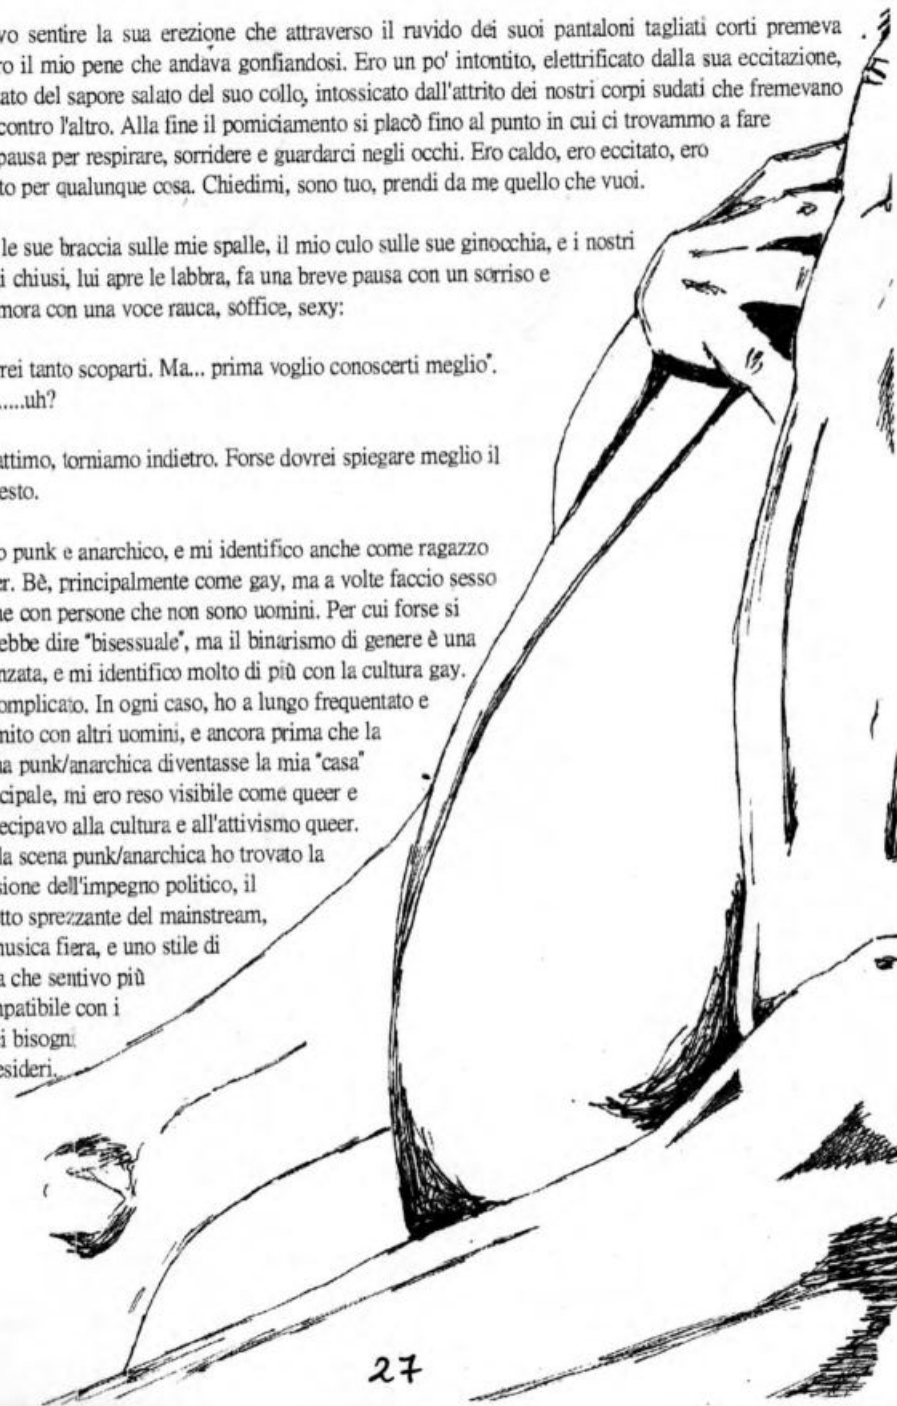 vo sentire la sua erezione che attraverso il ruvido dei suoi pantaloni tagliati corti premeva
ro il mio pene che andava gonfiandosi. Ero un po' intontito, elettrificato dalla sua eccitazione,
ato del sapore salato del suo collo, intossicato dall'attrito dei nostri corpi sudati che fremevano
contro l'altro. Alla fine il pomiciamento si placò fino al punto in cui ci trovammo a fare
pausa per respirare, sorridere e guardarci negli occhi. Ero caldo, ero eccitato, ero
to per qualunque cosa. Chiedimi, sono tuo, prendi da me quello che vuoi.
le sue braccia sulle mie spalle, il mio culo sulle sue ginocchia, e i nostri
i chiusi, lui apre le labbra, fa una breve pausa con un sorriso e
mora con una voce rauca, soffice, sexy:
rei tanto scoparti. Ma... prima voglio conoscerti meglio".
.....uh?
attimo, torniamo indietro. Forse dovrei spiegare meglio il
esto.
o punk e anarchico, e mi identifico anche come ragazzo
er. Bè, principalmente come gay, ma a volte faccio sesso
ne con persone che non sono uomini. Per cui forse si
ebbe dire "bisessuale", ma il binarismo di genere è una
nzata, e mi identifico molto di più con la cultura gay.
omplicato. In ogni caso, ho a lungo frequentato e
mito con altri uomini, e ancora prima che la
na punk/anarchica diventasse la mia "casa"
cipale, mi ero reso visibile come queer e
ecipavo alla cultura e all'attivismo queer.
la scena punk/anarchica ho trovato la
sione dell'impegno politico, il
tto sprezzante del mainstream,
musica fiera, e uno stile di
a che sentivo più
npatibile con i
i bisogni
esideri.
27